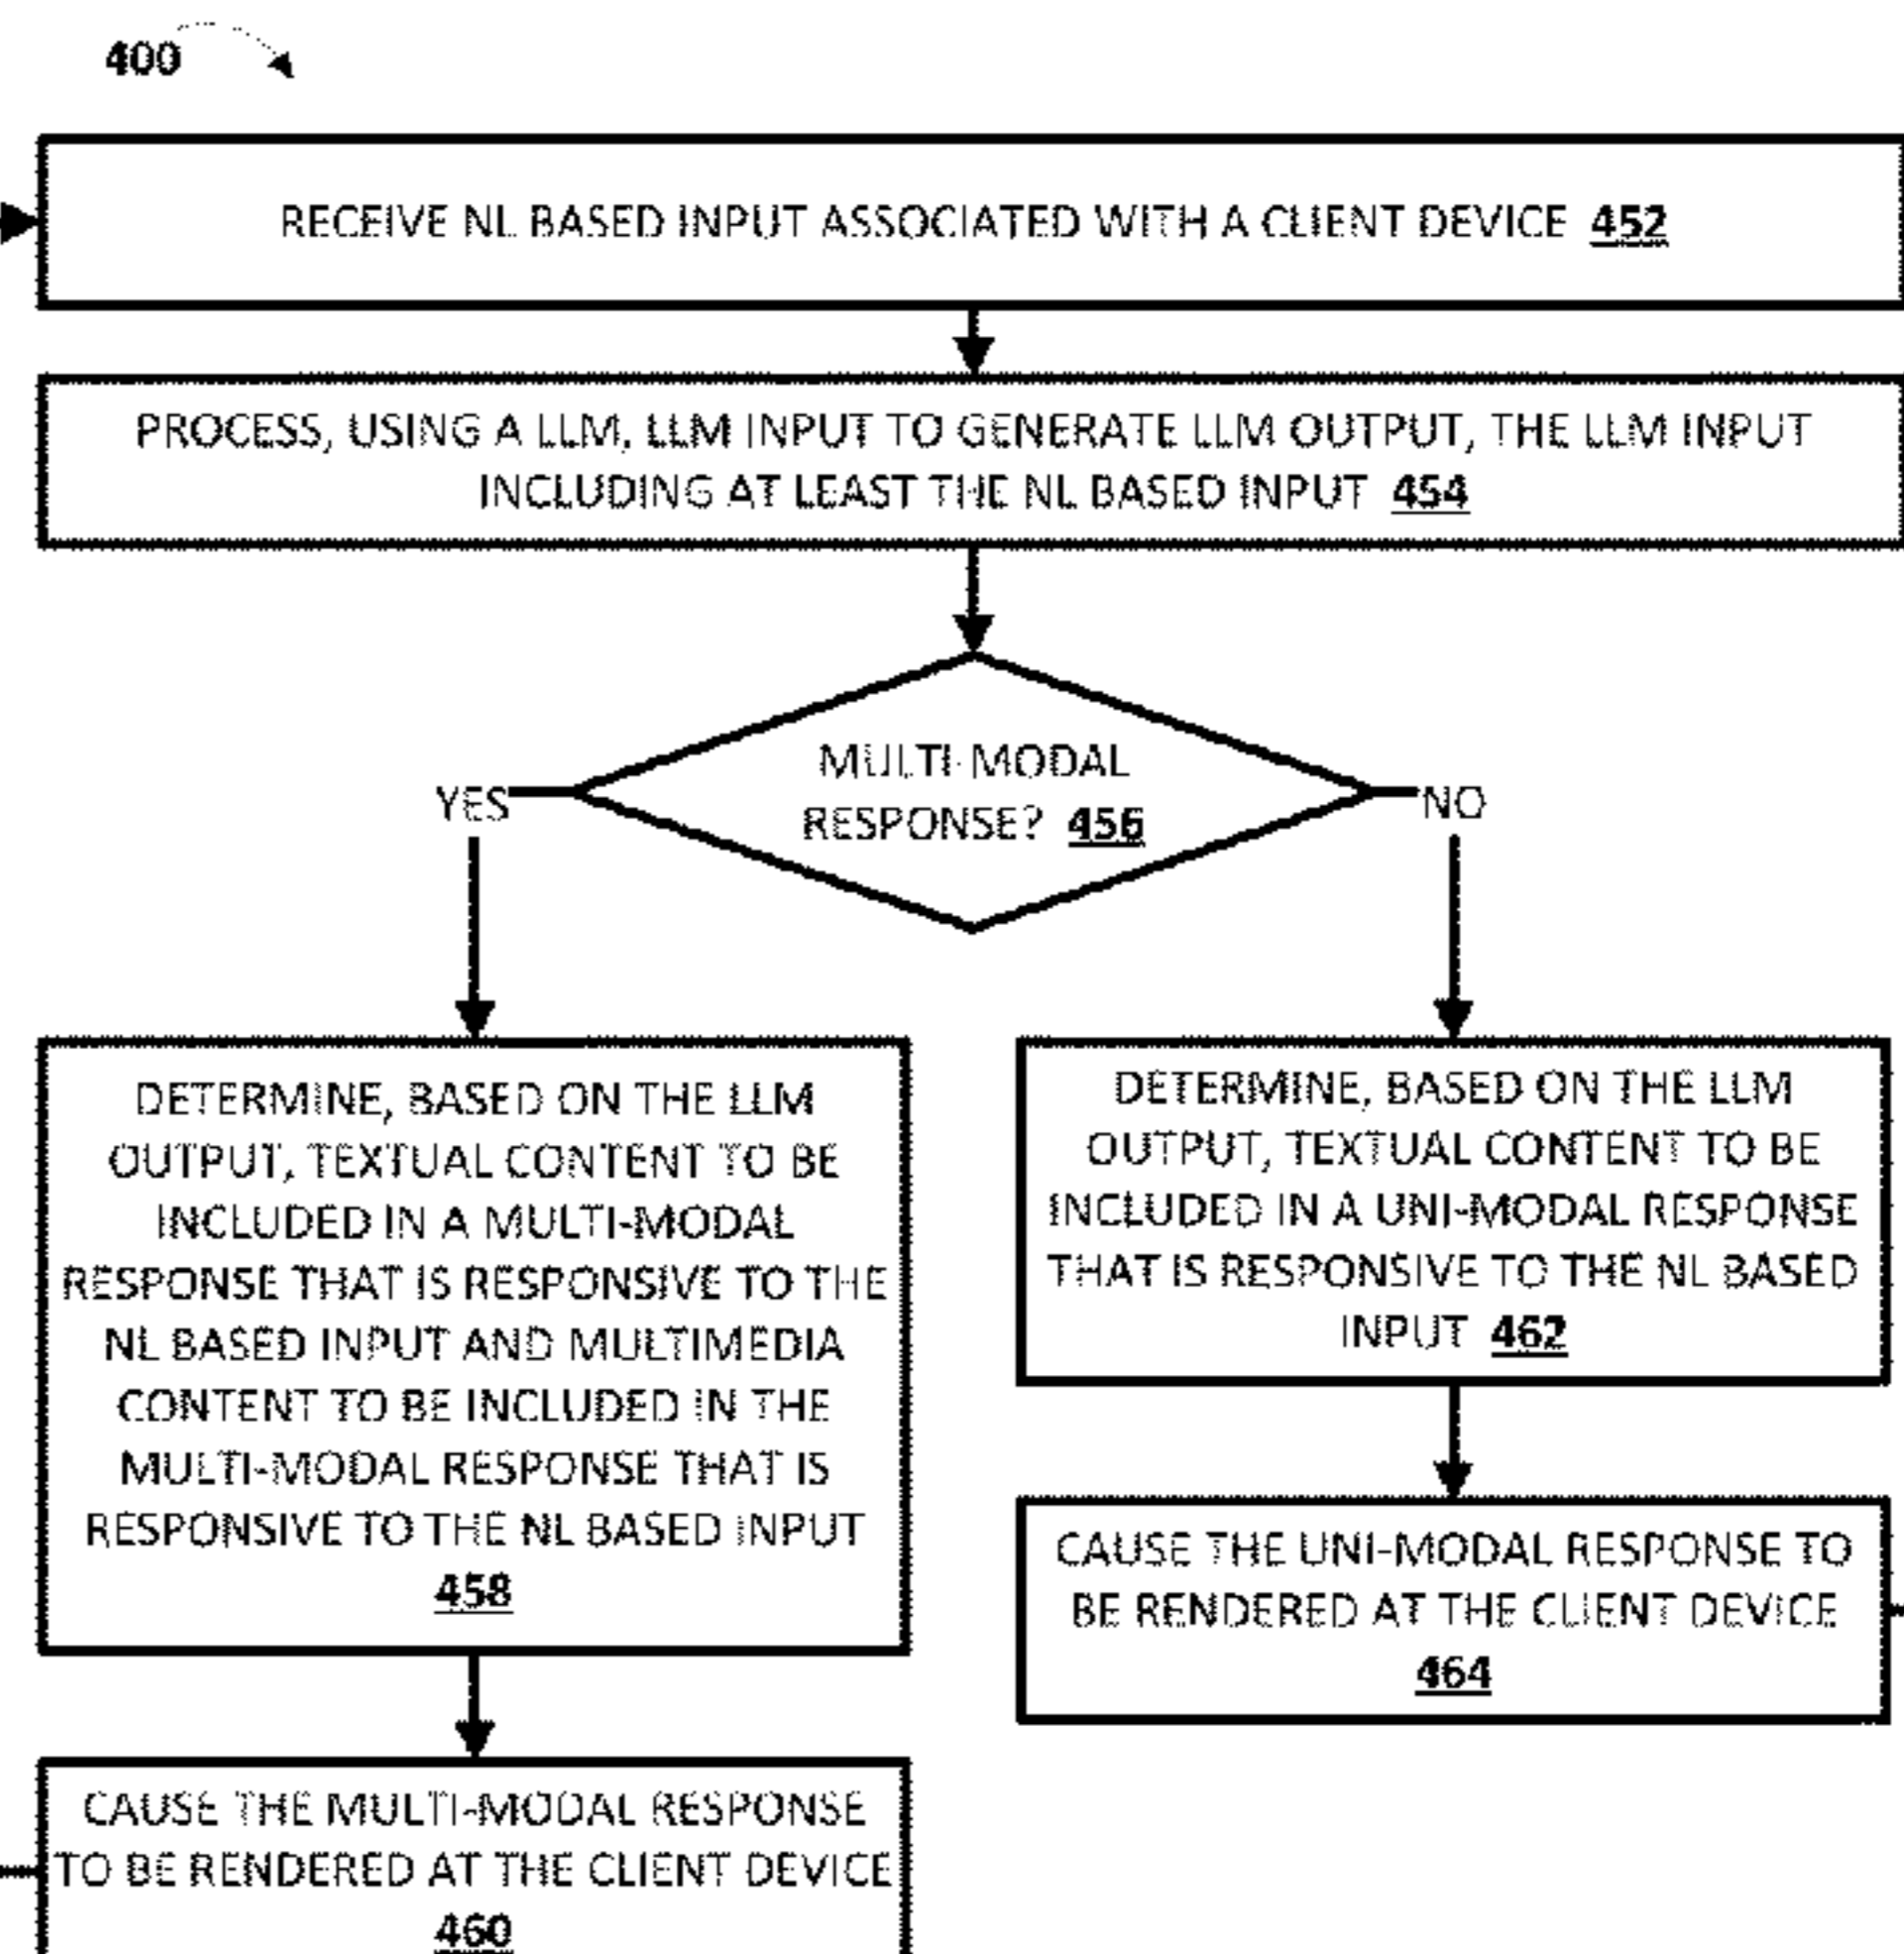 400
RECEIVE NL BASED INPUT ASSOCIATED WITH A CLIENT DEVICE 452
PROCESS, USING A LLM, LLM INPUT TO GENERATE LLM OUTPUT, THE LLM INPUT
INCLUDING AT LEAST THE NL BASED INPUT 454
MULTI-MODAL
RESPONSE? 456
YES
NO
DETERMINE, BASED ON THE LLM
OUTPUT, TEXTUAL CONTENT TO BE
INCLUDED IN A MULTI-MODAL
RESPONSE THAT IS RESPONSIVE TO THE
NL BASED INPUT AND MULTIMEDIA
CONTENT TO BE INCLUDED IN THE
MULTI-MODAL RESPONSE THAT IS
RESPONSIVE TO THE NL BASED INPUT
458
DETERMINE, BASED ON THE LLM
OUTPUT, TEXTUAL CONTENT TO BE
INCLUDED IN A UNI-MODAL RESPONSE
THAT IS RESPONSIVE TO THE NL BASED
INPUT 462
CAUSE THE UNI-MODAL RESPONSE TO
BE RENDERED AT THE CLIENT DEVICE
464
CAUSE THE MULTI-MODAL RESPONSE
TO BE RENDERED AT THE CLIENT DEVICE
460